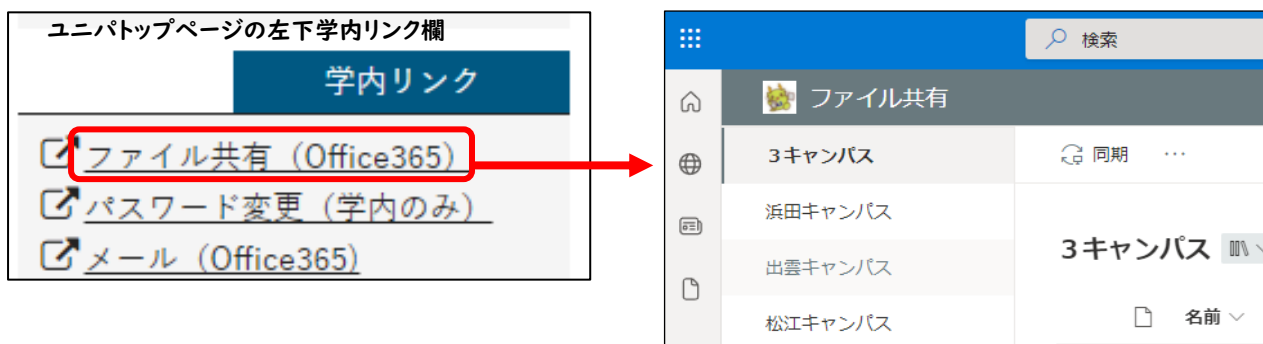 ユニパトップページの左下学内リンク欄
学内リンク
ファイル共有（Office365）
パスワード変更（学内のみ）
メール（Office365）
検索
ファイル共有
3キャンパス
同期 ···
浜田キャンパス
3キャンパス
出雲キャンパス
名前
松江キャンパス